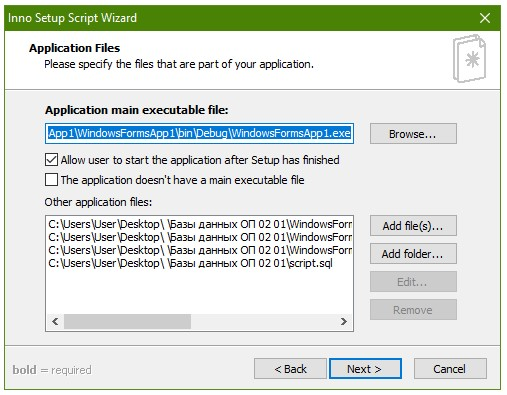 Inno Setup Script Wizard
Application Files
Please specify the files that are part of your application.
Application main executable file:
App1\WindowsFormsApp1\bin\Debug\WindowsFormsApp1.exe
Browse...
Allow user to start the application after Setup has finished
The application doesn't have a main executable file
Other application files:
C:\Users\User\Desktop\ \Базы данных ОП 02 01\WindowsForm
C:\Users\User\Desktop\ \Базы данных ОП 02 01\WindowsForm
C:\Users\User\Desktop\ \Базы данных ОП 02 01\WindowsForm
C:\Users\User\Desktop\ \Базы данных ОП 02 01\script.sql
Add file(s)...
Add folder...
Edit...
Remove
bold = required
< Back
Next >
Cancel